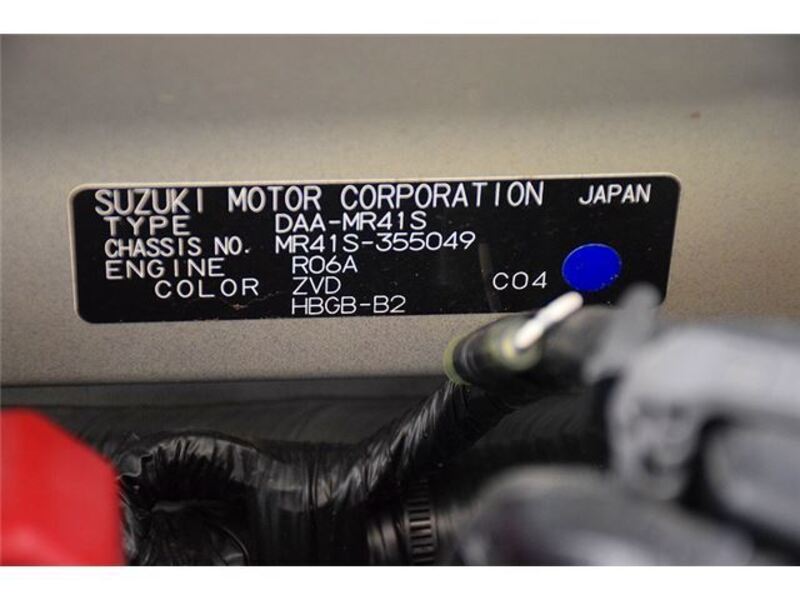 SUZUKI MOTOR CORPORATION JAPAN
TYPE DAA-MR41S
CHASSIS NO. MR41S-355049
ENGINE R06A
COLOR ZVD C04
HBGB-B2